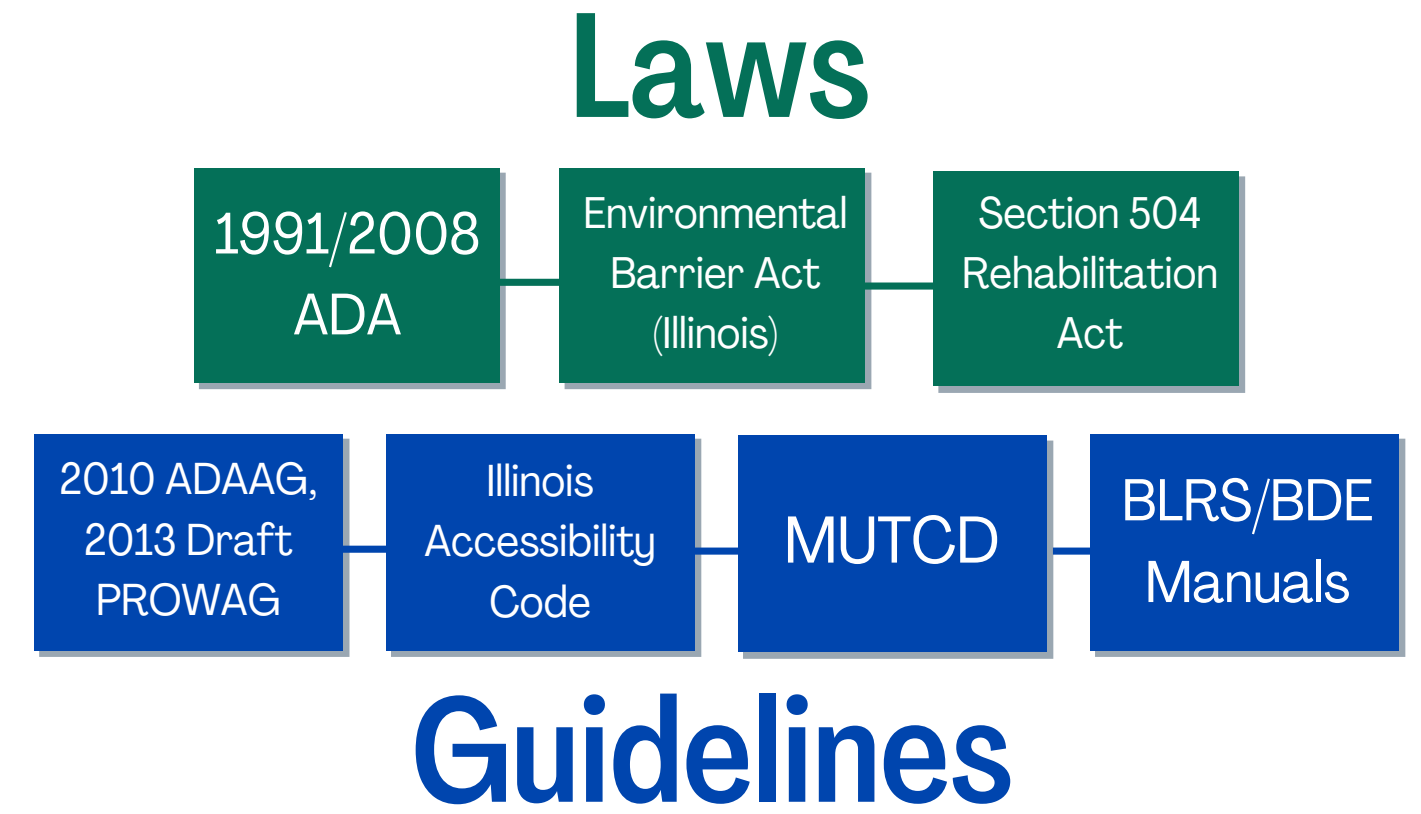 Laws
1991/2008
ADA
Environmental
Barrier Act
(Illinois)
Section 504
Rehabilitation
Act
2010 ADAAG,
2013 Draft
PROWAG
Illinois
Accessibility
Code
MUTCD
BLRS/BDE
Manuals
Guidelines